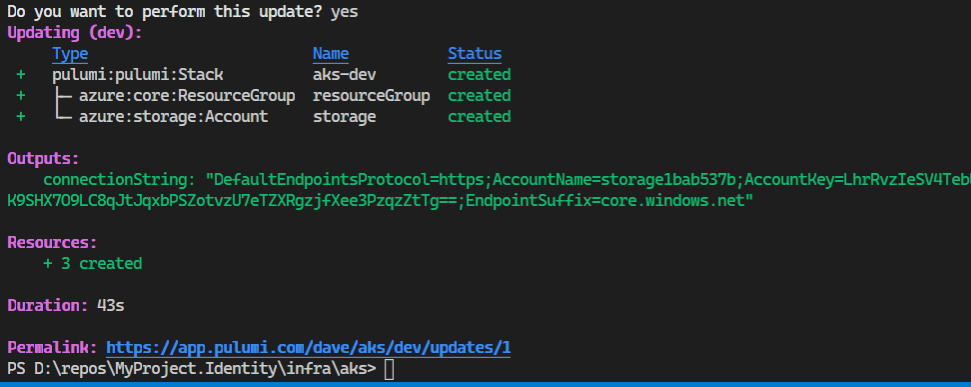 Do you want to perform this update? yes
Updating (dev):
Type Name Status
+ pulumi:pulumi:Stack aks-dev created
+ ├─ azure:core:ResourceGroup resourceGroup created
+ └─ azure:storage:Account storage created
Outputs:
connectionString: "DefaultEndpointsProtocol=https;AccountName=storage1bab537b;AccountKey=LhrRvzIeSV4Teb
K9SHX7O9LC8qJtJqxbPSZotvzU7eTZXRgzjfXee3PzqzZtTg==;EndpointSuffix=core.windows.net"
Resources:
+ 3 created
Duration: 43s
Permalink: https://app.pulumi.com/dave/aks/dev/updates/1
PS D:\repos\MyProject.Identity\infra\aks>